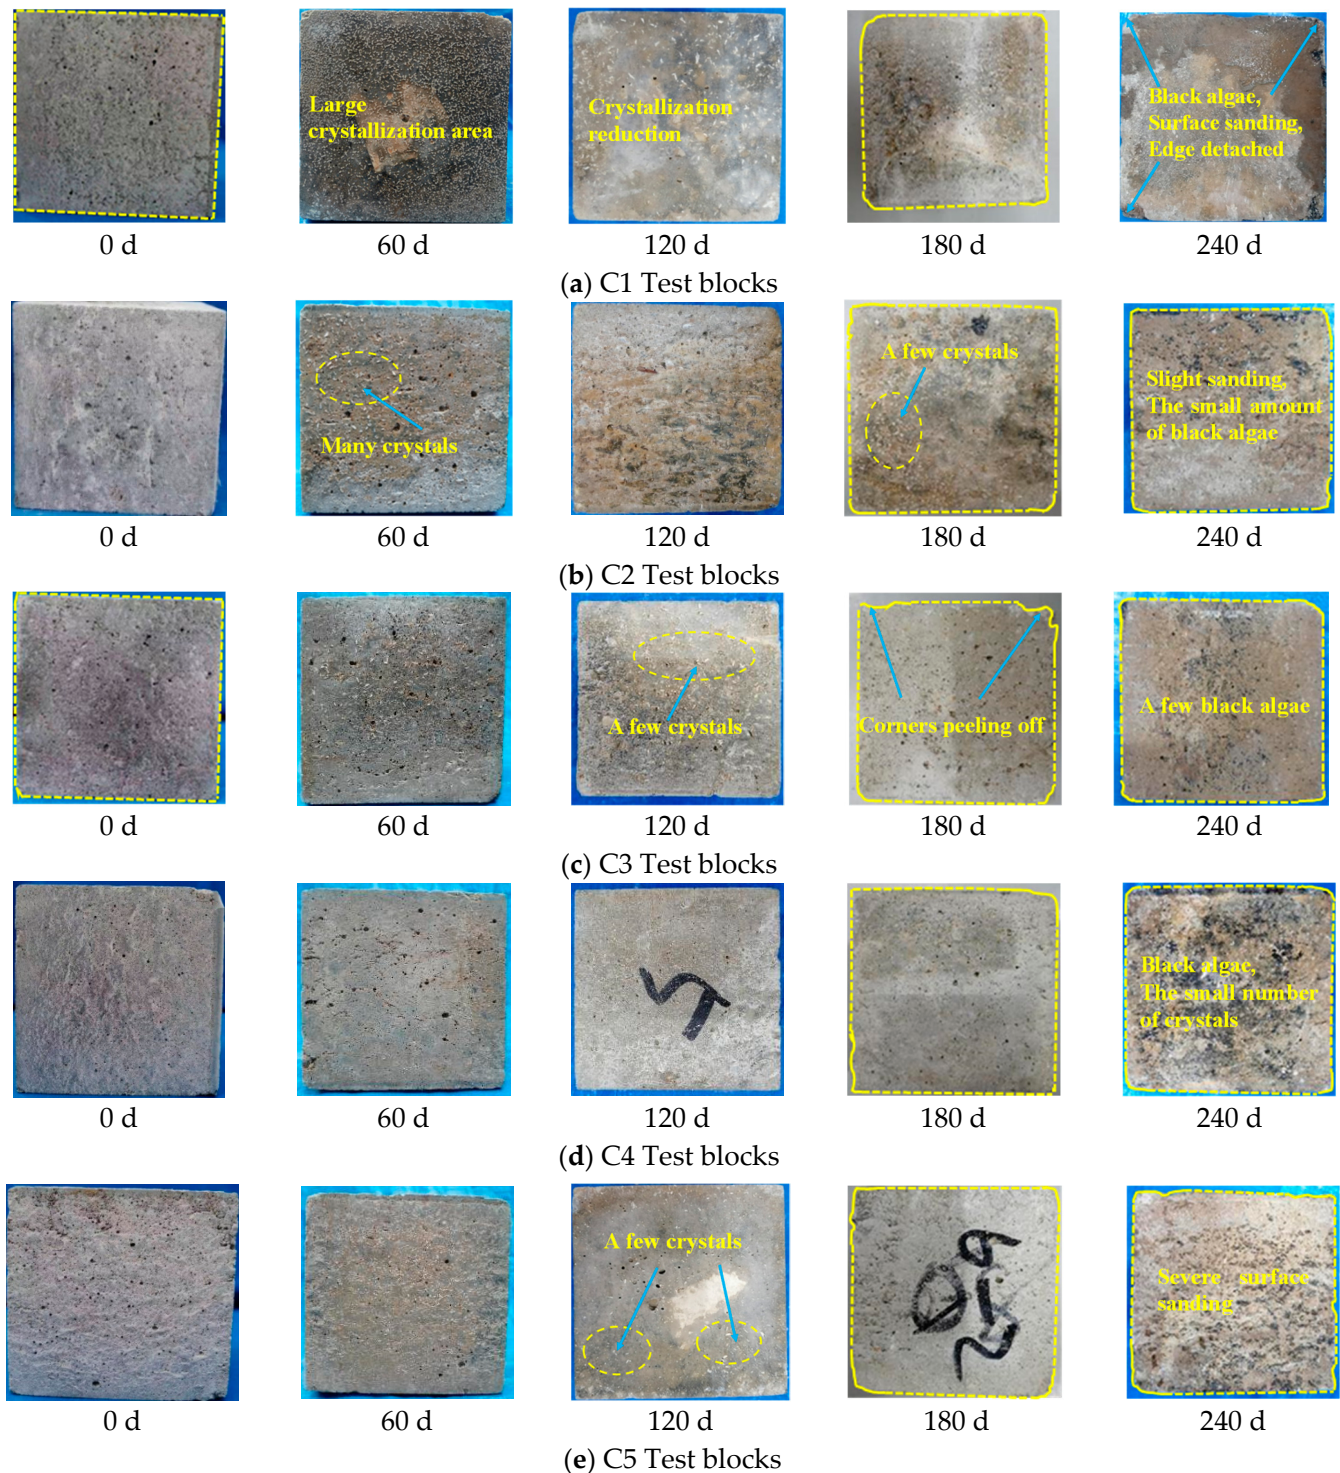 Large
crystallization area
Crystallization
reduction
Black algae,
Surface sanding,
Edge detached
0 d
60 d
120 d
180 d
240 d
(a) C1 Test blocks
Many crystals
A few crystals
Slight sanding,
The small amount
of black algae
0 d
60 d
120 d
180 d
240 d
(b) C2 Test blocks
A few crystals
Corners peeling off
A few black algae
0 d
60 d
120 d
180 d
240 d
(c) C3 Test blocks
Black algae,
The small number
of crystals
0 d
60 d
120 d
180 d
240 d
(d) C4 Test blocks
A few crystals
Severe surface
sanding
0 d
60 d
120 d
180 d
240 d
(e) C5 Test blocks